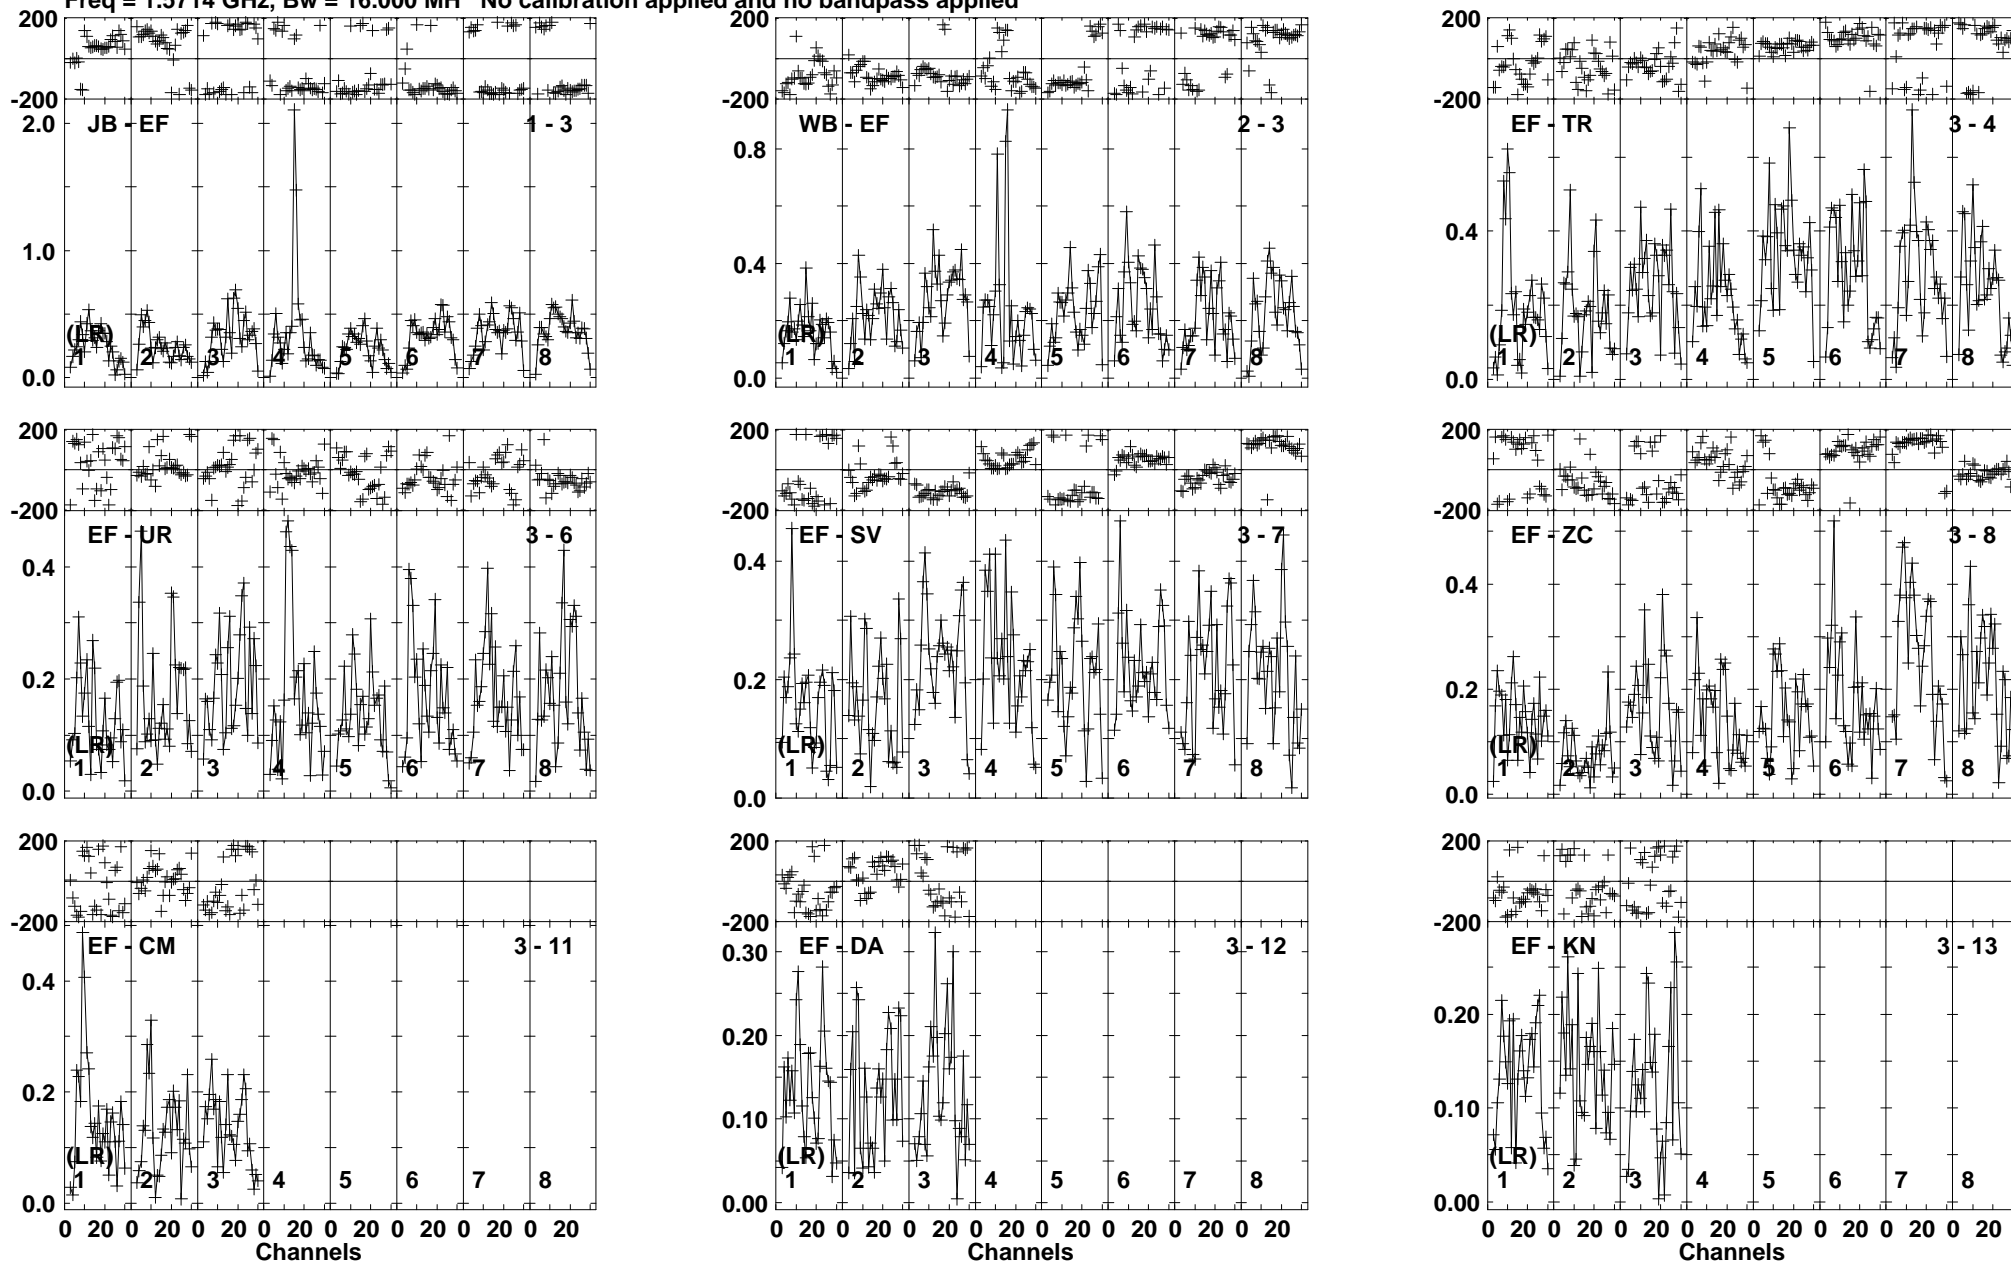 Freq = 1.5714 GHz, Bw = 16.000 MH No calibration applied and no bandpass applied
200
-200
JB - EF 1 - 3
2.0
1.0
0.0
(LR)
1 2 3 4 5 6 7 8
WB - EF 2 - 3
0.8
0.4
0.0
(LR)
1 2 3 4 5 6 7 8
200
-200
EF - TR 3 - 4
0.4
0.0
(LR)
1 2 3 4 5 6 7 8
200
-200
200
-200
EF - UR 3 - 6
0.4
0.2
0.0
(LR)
1 2 3 4 5 6 7 8
200
-200
EF - SV 3 - 7
0.4
0.2
0.0
(LR)
1 2 3 4 5 6 7 8
200
-200
EF - ZC 3 - 8
0.4
0.2
0.0
(LR)
1 2 3 4 5 6 7 8
200
-200
EF - CM 3 - 11
0.4
0.2
0.0
(LR)
1 2 3 4 5 6 7 8
0 20 0 20 0 20 0 20 0 20 0 20 0 20 0 20
Channels
200
-200
EF - DA 3 - 12
0.30
0.20
0.10
0.00
(LR)
1 2 3 4 5 6 7 8
0 20 0 20 0 20 0 20 0 20 0 20 0 20 0 20
200
-200
EF - KN 3 - 13
0.20
0.10
0.00
(LR)
1 2 3 4 5 6 7 8
0 20 0 20 0 20 0 20 0 20 0 20 0 20 0 20
Channels